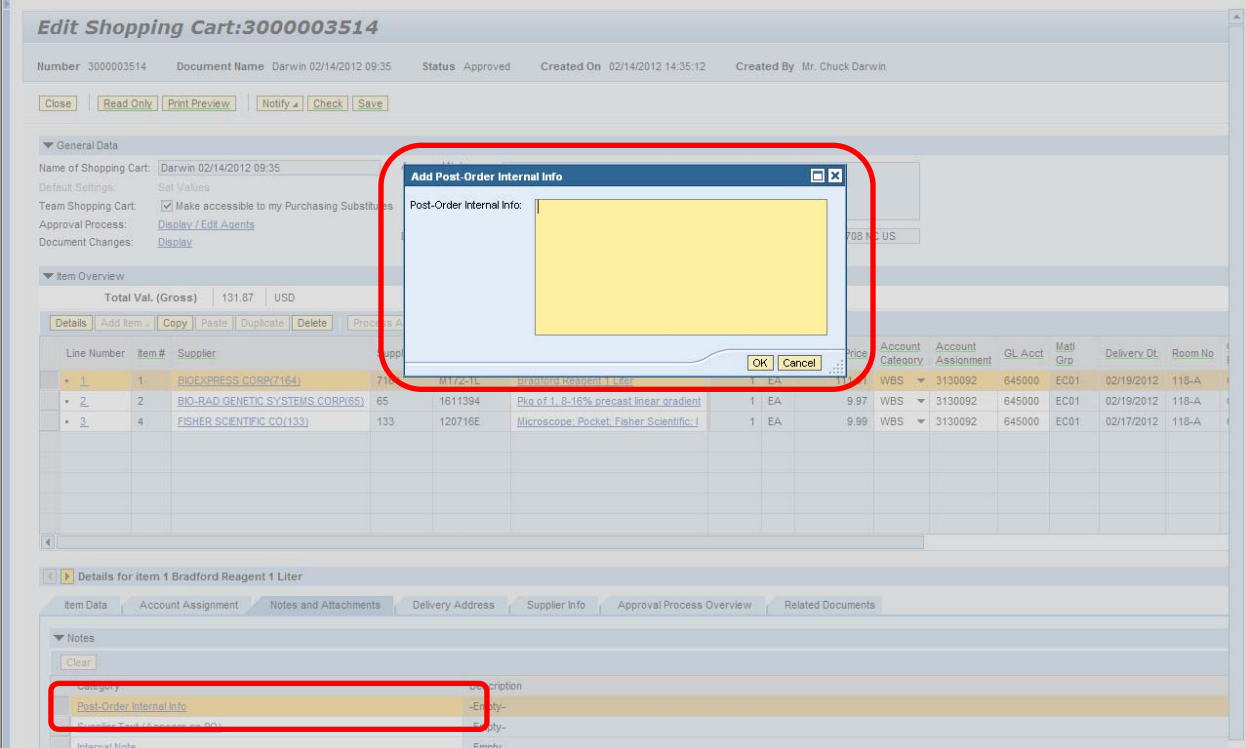 Edit Shopping Cart:3000003514
Number 3000003514 Document Name Darwin 02/14/2012 09:35 Status Approved Created On 02/14/2012 14:35:12 Created By Mr. Chuck Darwin
Close Read Only Print Preview Notify Check Save
General Data
Name of Shopping Cart: Darwin 02/14/2012 09:35
Default Settings: Set Values
Team Shopping Cart: Make accessible to my Purchasing Substitutes
Approval Process: Display / Edit Agents
Document Changes: Display
708 NC US
Add Post-Order Internal Info
Post-Order Internal Info:
OK Cancel
Item Overview
Total Val. (Gross) 131.87 USD
Details Add Item Copy Paste Duplicate Delete
Line Number Item # Supplier Price Account Category Account Assignment GL Acct Matl Grp Delivery Dt. Room No
1 1 BIOEXPRESS CORP(7164) M172-1L Bradford Reagent 1 Liter 1 EA WBS 3130092 645000 EC01 02/19/2012 118-A
2 2 BIO-RAD GENETIC SYSTEMS CORP(65) 65 1611394 Pkg of 1, 8-16% precast linear gradient 1 EA 9.97 WBS 3130092 645000 EC01 02/19/2012 118-A
3 4 FISHER SCIENTIFIC CO(133) 133 120716E Microscope; Pocket; Fisher Scientific; 1 EA 9.99 WBS 3130092 645000 EC01 02/17/2012 118-A
Details for item 1 Bradford Reagent 1 Liter
Item Data Account Assignment Notes and Attachments Delivery Address Supplier Info Approval Process Overview Related Documents
Notes
Clear
Category Description
Post-Order Internal Info -Empty-
Supplier Text (Appears on PO) -Empty-
Internal Note -Empty-